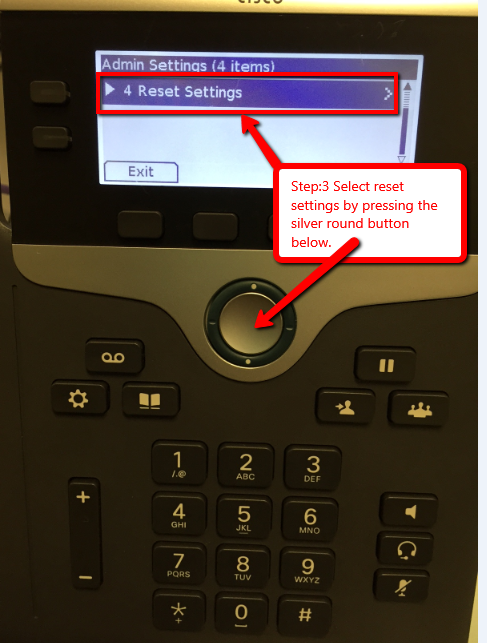 CISCO
Admin Settings (4 items)
4 Reset Settings
Exit
Step:3 Select reset
settings by pressing the
silver round button
below.
1
/.@
2
ABC
3
DEF
4
GHI
5
JKL
6
MNO
7
PQRS
8
TUV
9
WXYZ
*
+
0
#
+
–